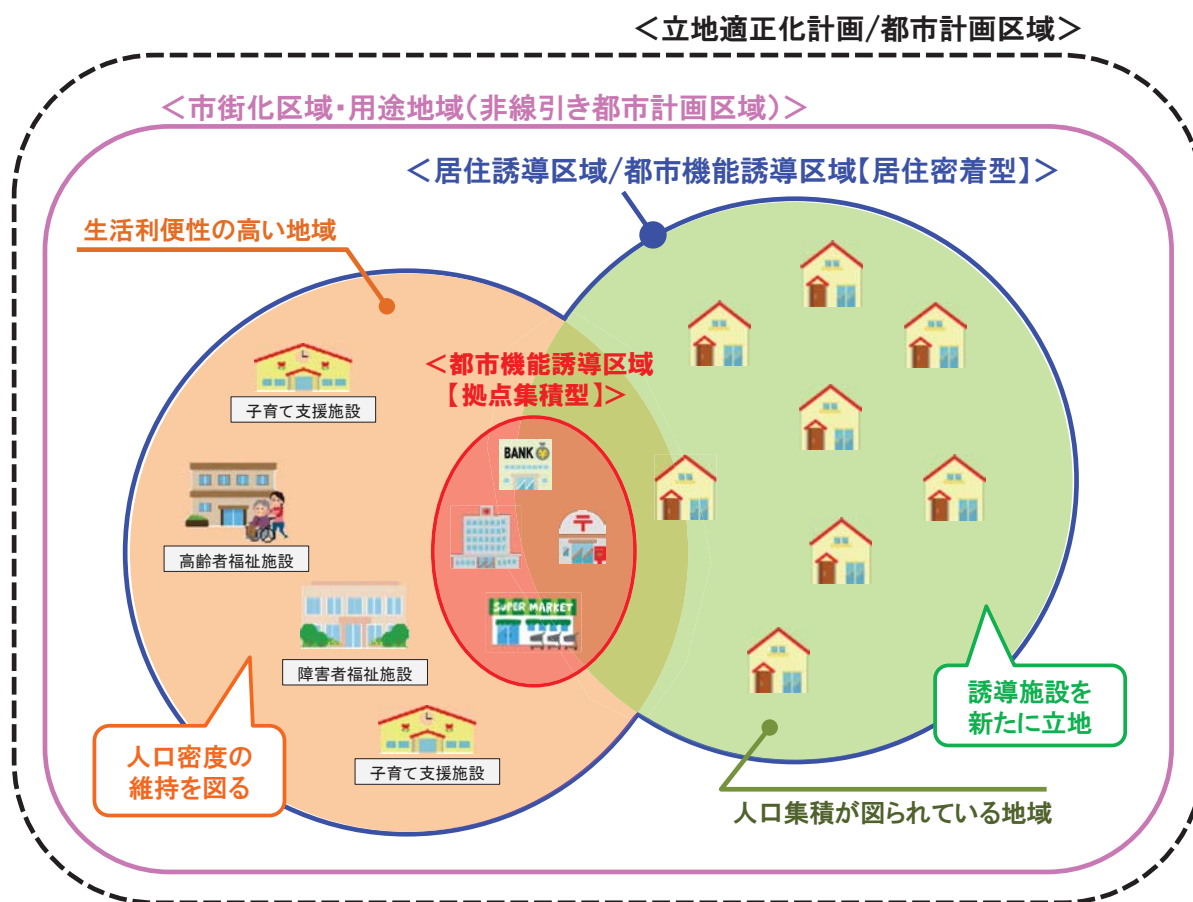 ＜立地適正化計画/都市計画区域＞
＜市街化区域・用途地域（非線引き都市計画区域）＞
＜居住誘導区域/都市機能誘導区域【居住密着型】＞
生活利便性の高い地域
＜都市機能誘導区域
【拠点集積型】＞
子育て支援施設
BANK
高齢者福祉施設
〒
SUPER MARKET
障害者福祉施設
誘導施設を
新たに立地
人口密度の
維持を図る
子育て支援施設
人口集積が図られている地域